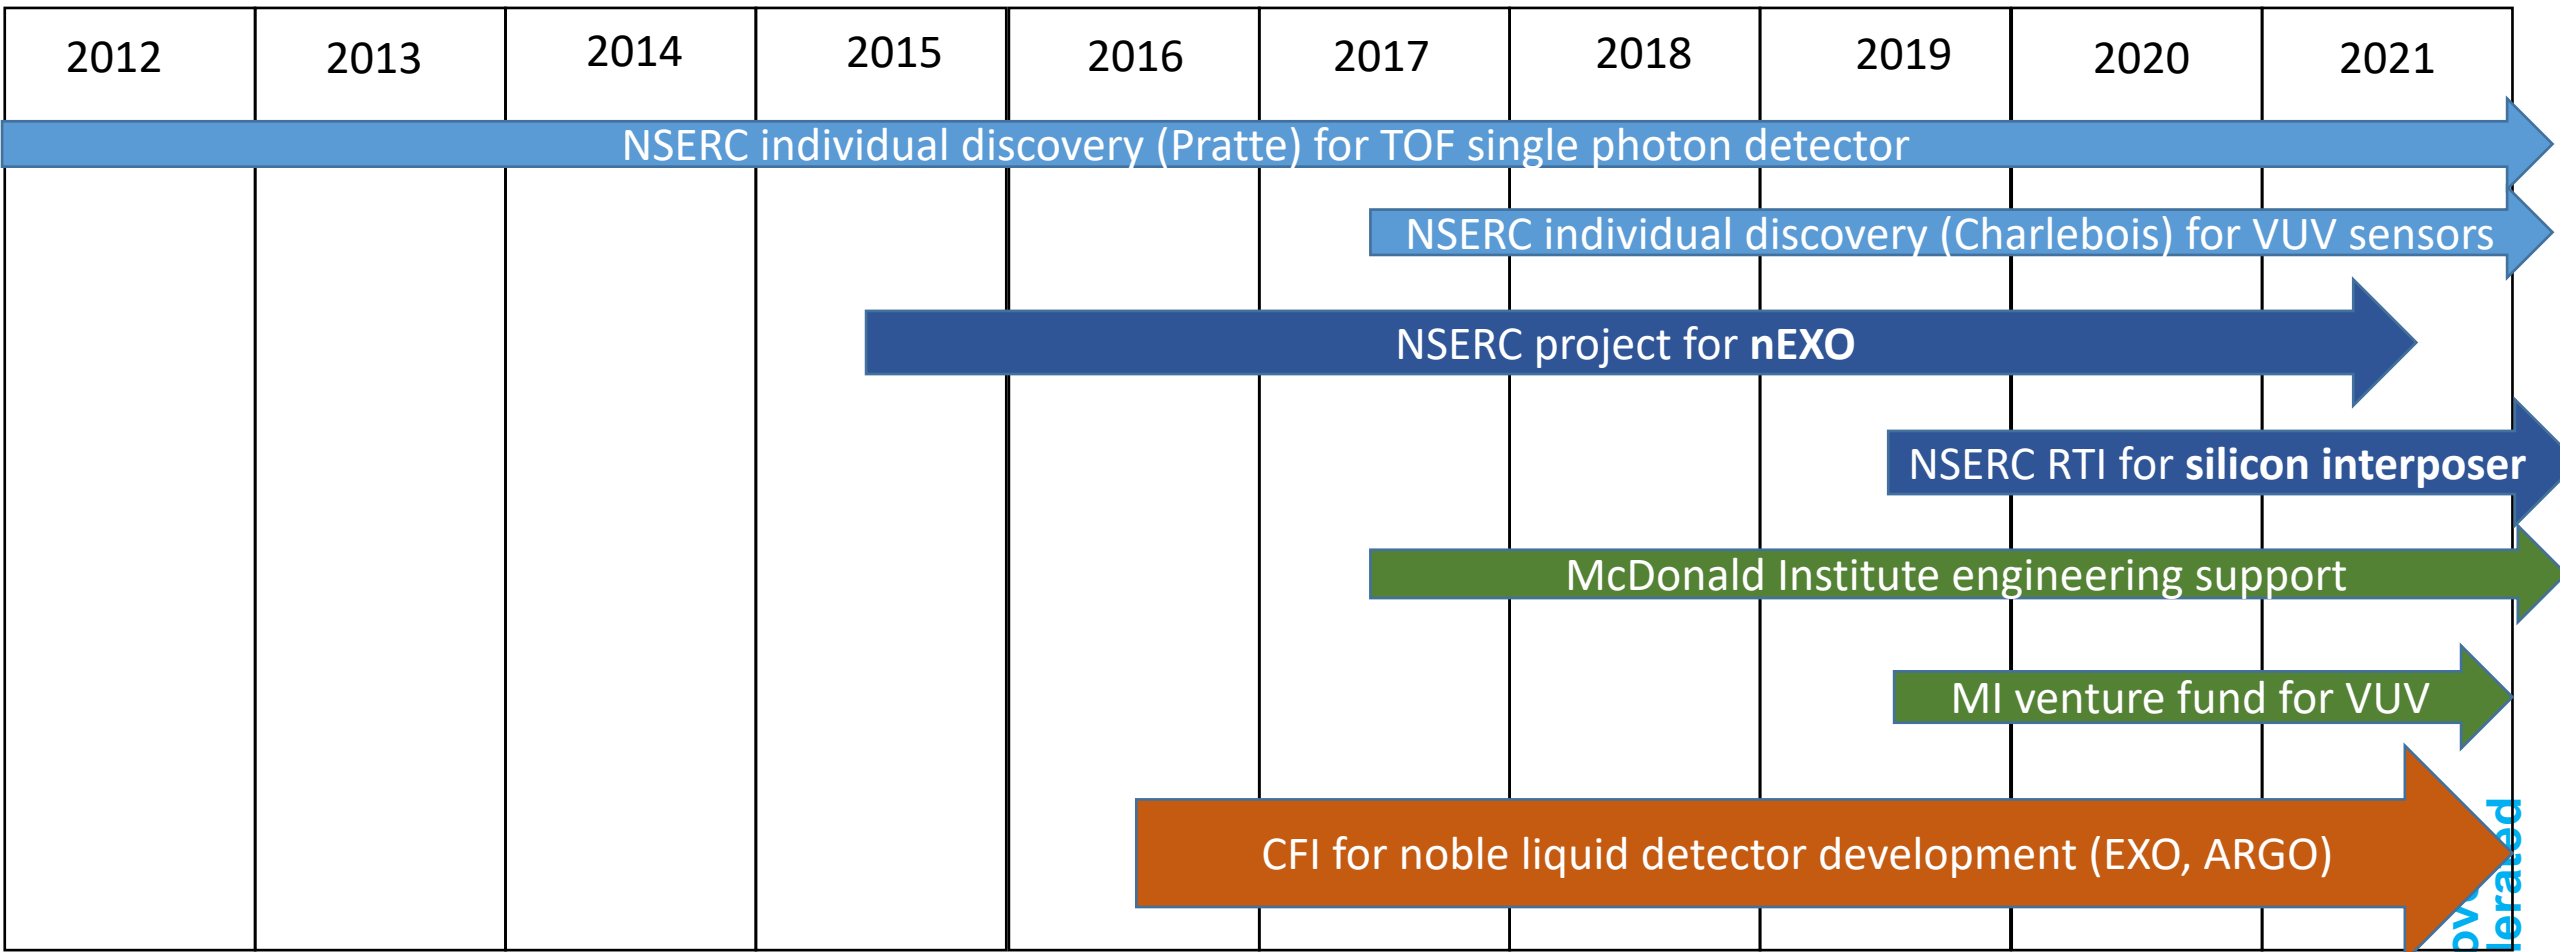 2012 2013 2014 2015 2016 2017 2018 2019 2020 2021
NSERC individual discovery (Pratte) for TOF single photon detector
NSERC individual discovery (Charlebois) for VUV sensors
NSERC project for nEXO
NSERC RTI for silicon interposer
McDonald Institute engineering support
MI venture fund for VUV
CFI for noble liquid detector development (EXO, ARGO)